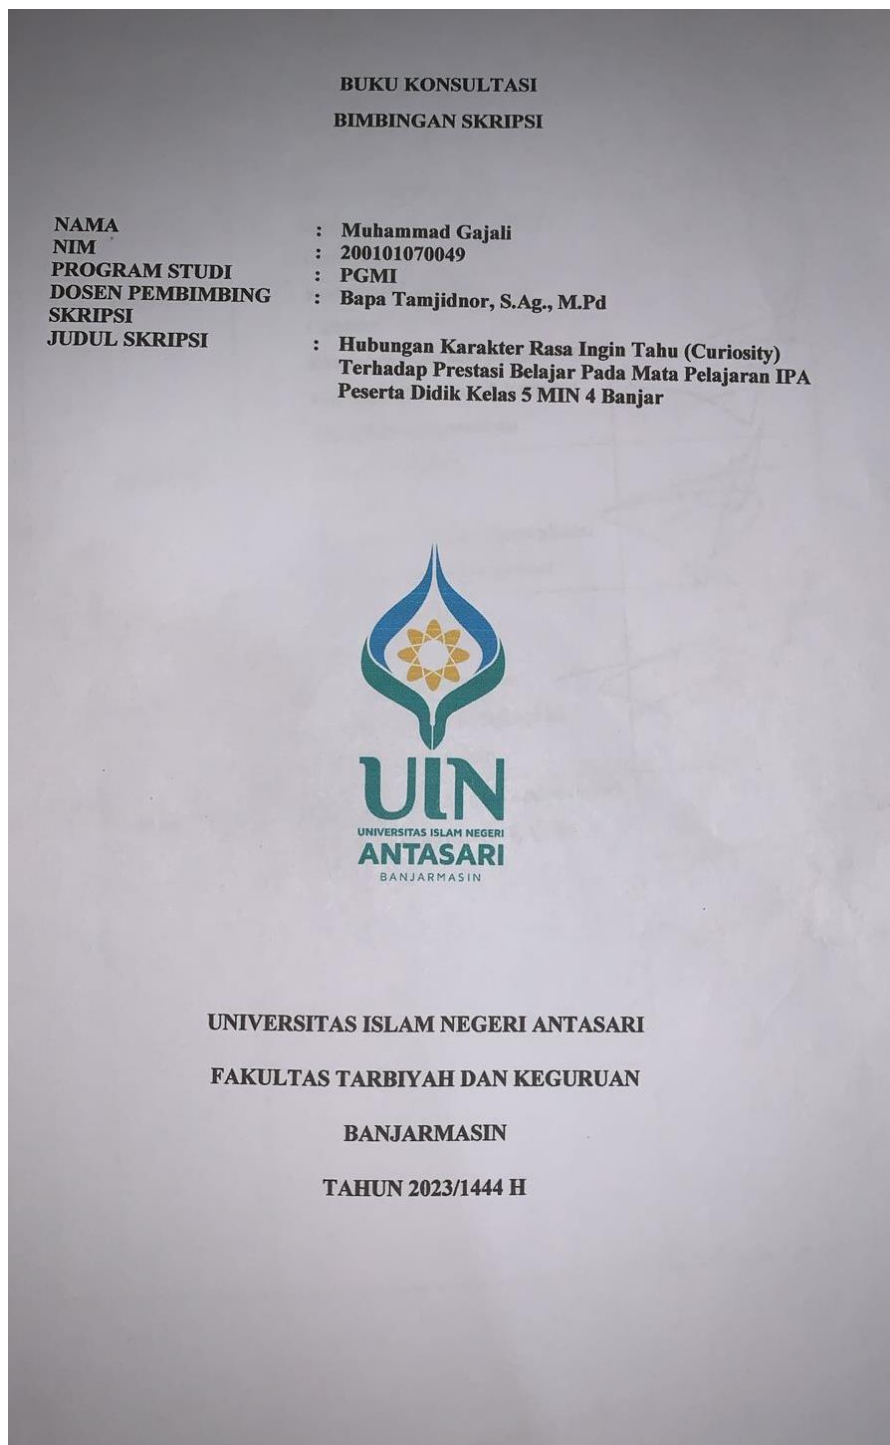 BUKU KONSULTASI
BIMBINGAN SKRIPSI
NAMA : Muhammad Gajali
NIM : 200101070049
PROGRAM STUDI : PGMI
DOSEN PEMBIMBING : Bapa Tamjidnor, S.Ag., M.Pd
SKRIPSI
JUDUL SKRIPSI : Hubungan Karakter Rasa Ingin Tahu (Curiosity)
Terhadap Prestasi Belajar Pada Mata Pelajaran IPA
Peserta Didik Kelas 5 MIN 4 Banjar
UIN
UNIVERSITAS ISLAM NEGERI
ANTASARI
BANJARMASIN
UNIVERSITAS ISLAM NEGERI ANTASARI
FAKULTAS TARBIYAH DAN KEGURUAN
BANJARMASIN
TAHUN 2023/1444 H